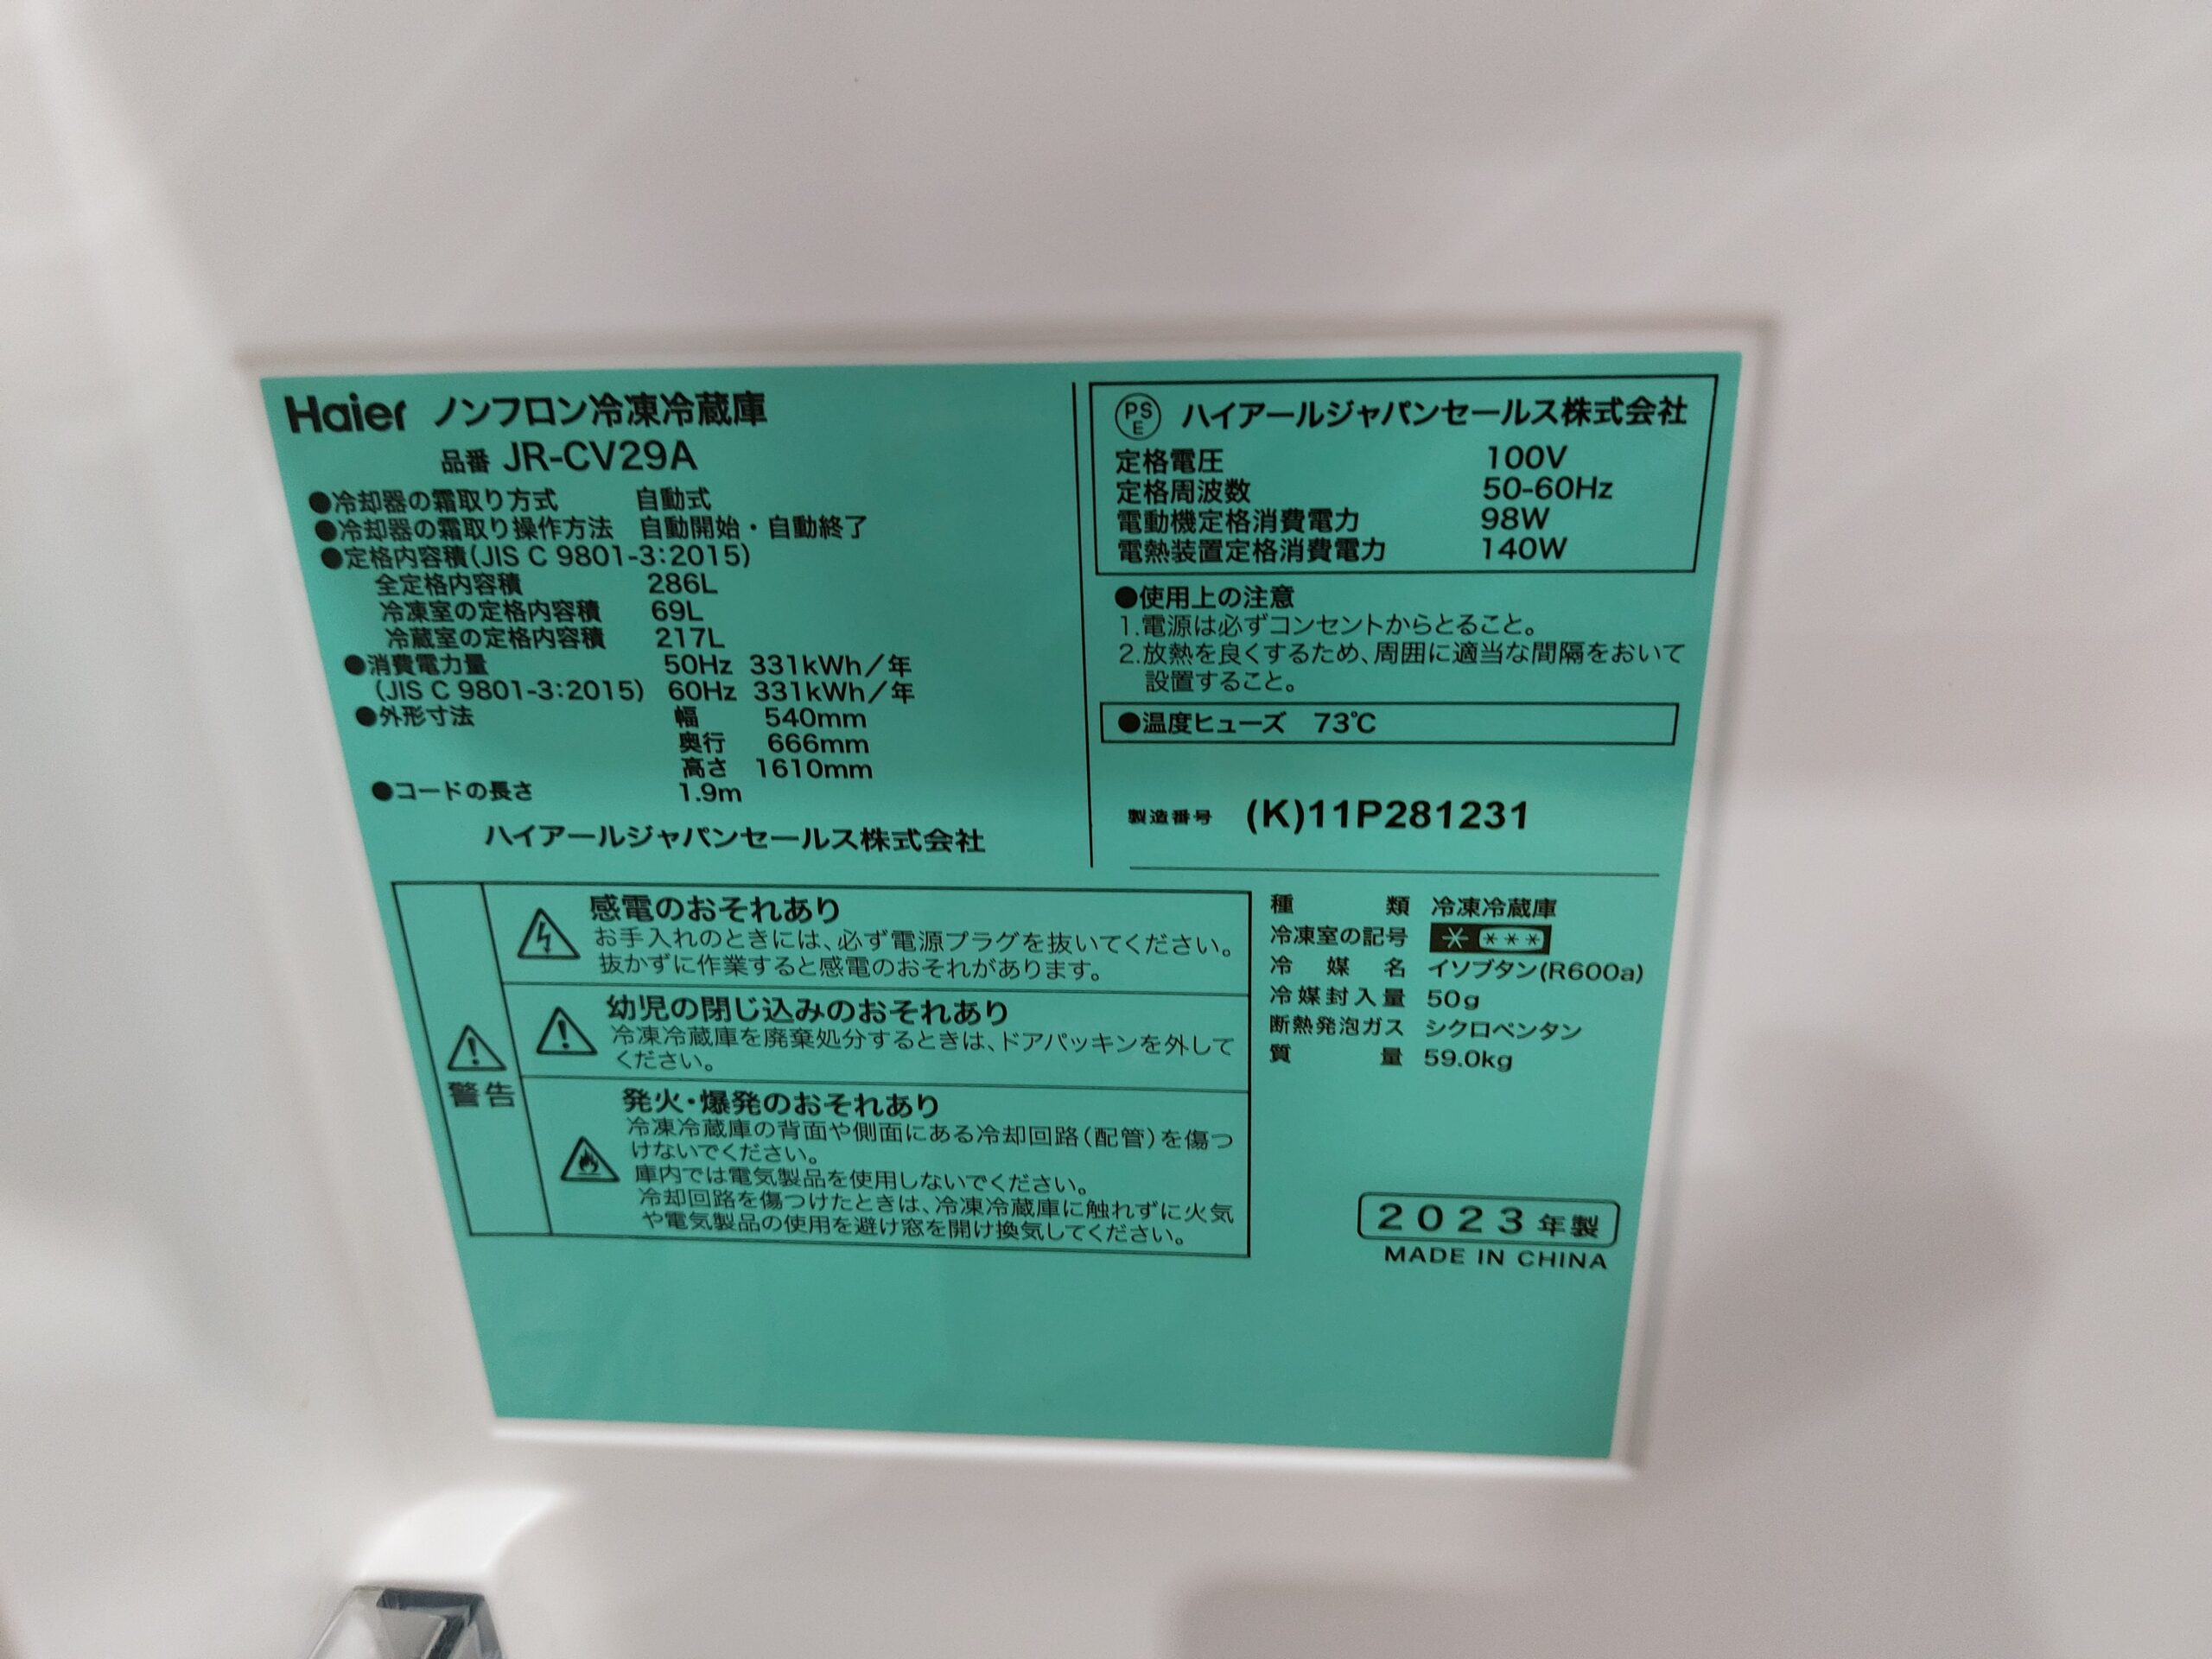 Haier ノンフロン冷凍冷蔵庫
品番 JR-CV29A
●冷却器の霜取り方式 自動式
●冷却器の霜取り操作方法 自動開始・自動終了
●定格内容積(JIS C 9801-3:2015)
全定格内容積 286L
冷凍室の定格内容積 69L
冷蔵室の定格内容積 217L
●消費電力量 50Hz 331kWh/年
(JIS C 9801-3:2015) 60Hz 331kWh/年
●外形寸法 幅 540mm
奥行 666mm
高さ 1610mm
●コードの長さ 1.9m
ハイアールジャパンセールス株式会社
PSE ハイアールジャパンセールス株式会社
定格電圧 100V
定格周波数 50-60Hz
電動機定格消費電力 98W
電熱装置定格消費電力 140W
●使用上の注意
1.電源は必ずコンセントからとること。
2.放熱を良くするため、周囲に適当な間隔をおいて
設置すること。
●温度ヒューズ 73℃
製造番号 (K)11P281231
警告
感電のおそれあり
お手入れのときには、必ず電源プラグを抜いてください。
抜かずに作業すると感電のおそれがあります。
幼児の閉じ込みのおそれあり
冷凍冷蔵庫を廃棄処分するときは、ドアパッキンを外して
ください。
発火・爆発のおそれあり
冷凍冷蔵庫の背面や側面にある冷却回路(配管)を傷つ
けないでください。
庫内では電気製品を使用しないでください。
冷却回路を傷つけたときは、冷凍冷蔵庫に触れずに火気
や電気製品の使用を避け窓を開け換気してください。
種類 冷凍冷蔵庫
冷凍室の記号 * ***
冷媒名 イソブタン(R600a)
冷媒封入量 50g
断熱発泡ガス シクロペンタン
質量 59.0kg
2023年製
MADE IN CHINA